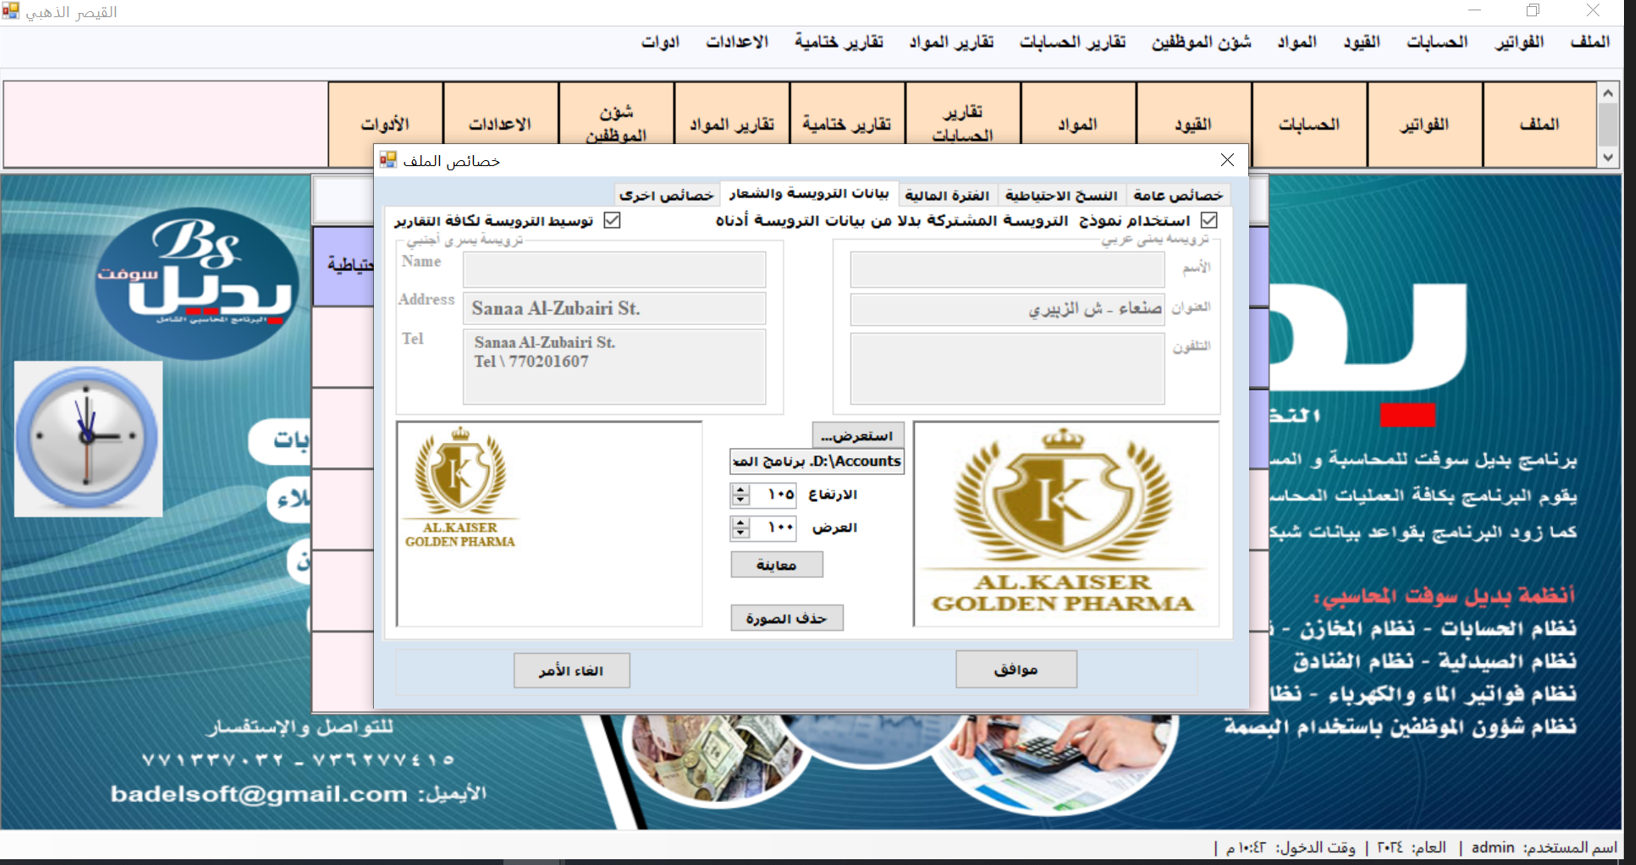 القيصر الذهبي
الملف الفواتير الحسابات القيود المواد شؤن الموظفين تقارير الحسابات تقارير المواد تقارير ختامية الاعدادات ادوات
الملف الفواتير الحسابات القيود المواد تقارير الحسابات تقارير ختامية تقارير المواد شؤن الموظفين الاعدادات الأدوات
خصائص الملف
خصائص عامة النسخ الاحتياطية الفترة المالية بيانات الترويسة والشعار خصائص اخرى
استخدام نموذج الترويسة المشتركة بدلا من بيانات الترويسة أدناه
توسيط الترويسة لكافة التقارير
ترويسة يمنى عربي
الأسم
العنوان صنعاء - ش الزبيري
التلفون
ترويسة يسرى أجنبي
Name
Address Sanaa Al-Zubairi St.
Tel Sanaa Al-Zubairi St.
Tel \ 770201607
استعرض...
D:\Accounts. برنامج
الارتفاع ١٠٥
العرض ١٠٠
معاينة
حذف الصورة
K
AL.KAISER
GOLDEN PHARMA
K
AL.KAISER
GOLDEN PHARMA
موافق
الغاء الأمر
Bs
بديل سوفت
البرنامج المحاسبي الشامل
برنامج بديل سوفت للمحاسبة و
يقوم البرنامج بكافة العمليات
كما زود البرنامج بقواعد بيانات
أنظمة بديل سوفت المحاسبي:
نظام الحسابات - نظام المخازن -
نظام الصيدلية - نظام الفنادق
نظام فواتير الماء والكهرباء -
نظام شؤون الموظفين باستخدام البصمة
للتواصل والإستفسار
٧٧١٣٣٧٠٣٢ - ٧٣٦٢٧٧٤١٥
الأيميل: badelsoft@gmail.com
اسم المستخدم: admin | العام: ٢٠٢٤ | وقت الدخول: ١٠:٤٢ م |